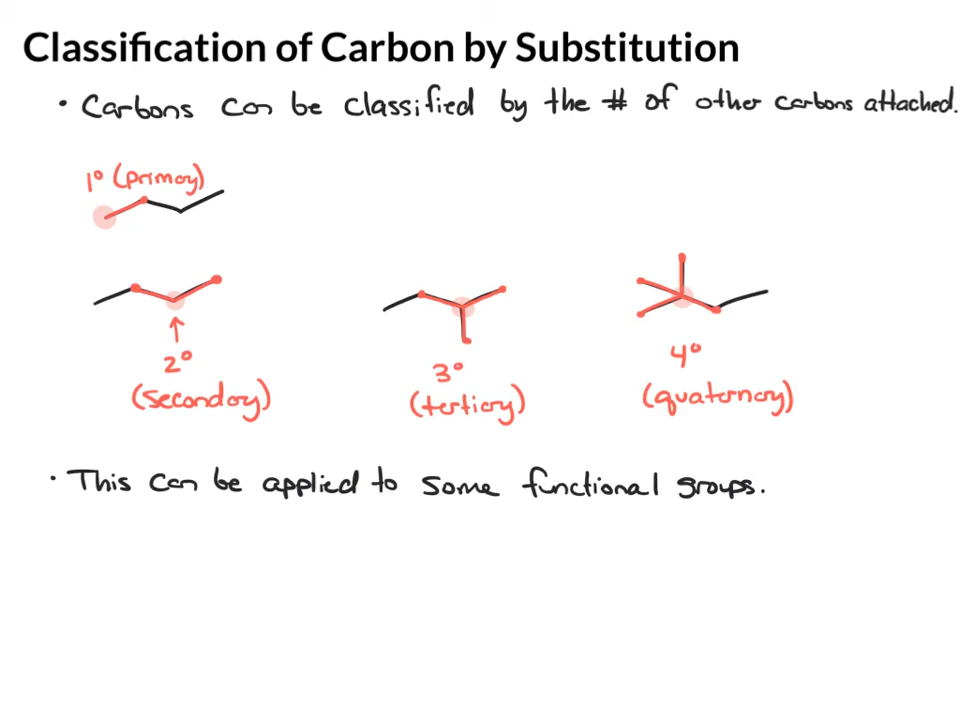 Classification of Carbon by Substitution
• Carbons can be classified by the # of other carbons attached.
1° (primary)
2° 3° 4°
(secondary) (tertiary) (quaternary)
• This can be applied to some functional groups.